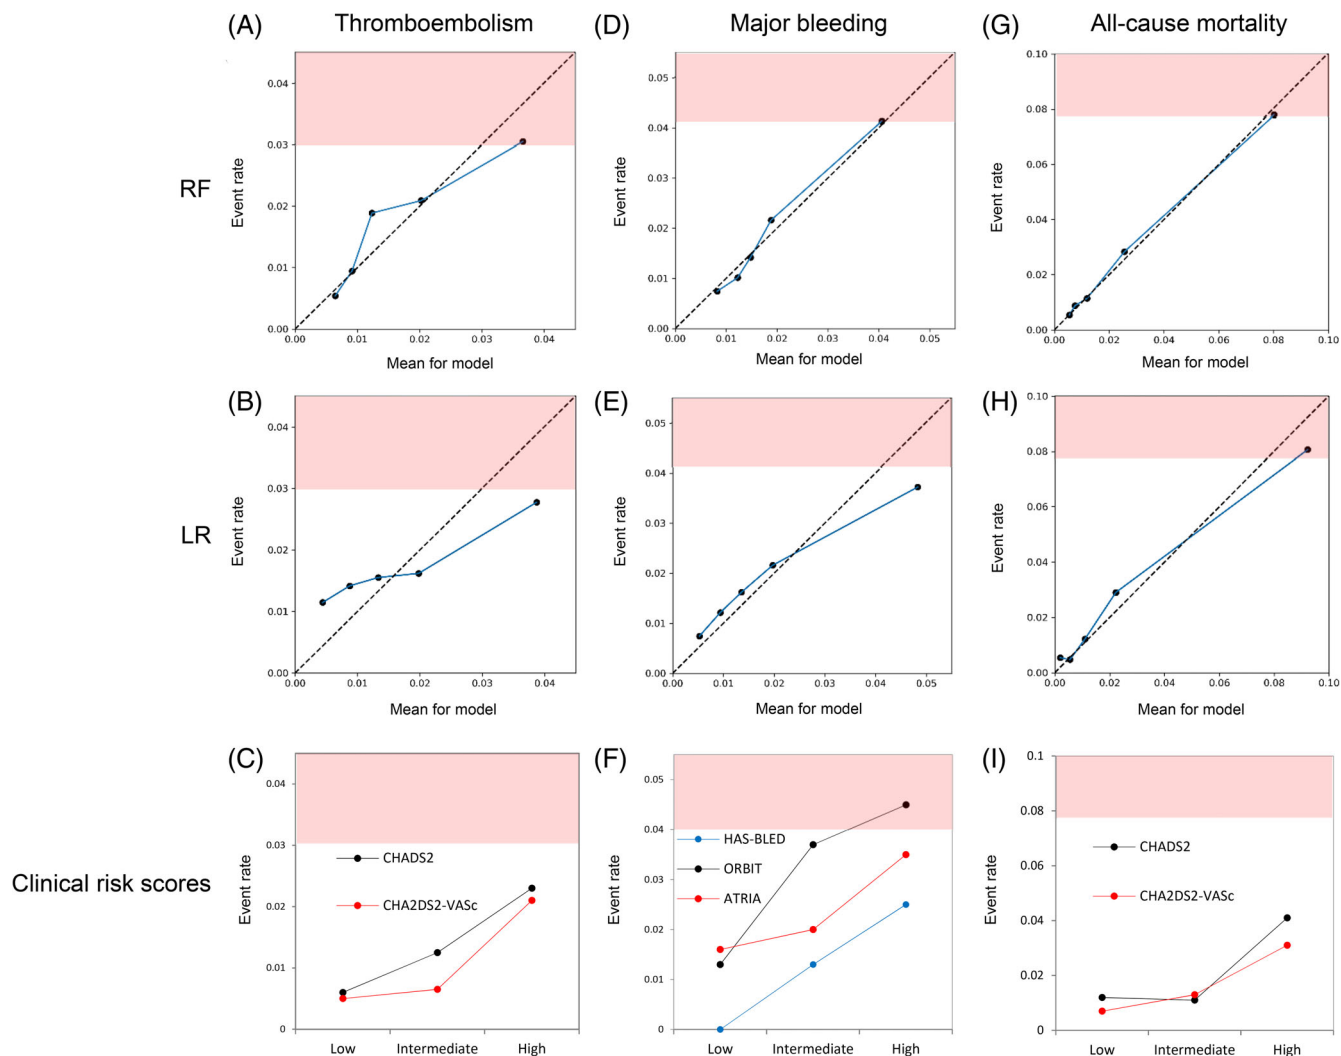 (A) Thromboembolism (D) Major bleeding (G) All-cause mortality
RF
Event rate
0.04
0.03
0.02
0.01
0.00
0.00 0.01 0.02 0.03 0.04
Mean for model
Event rate
0.05
0.04
0.03
0.02
0.01
0.00
0.00 0.01 0.02 0.03 0.04 0.05
Mean for model
Event rate
0.10
0.08
0.06
0.04
0.02
0.00
0.00 0.02 0.04 0.06 0.08 0.10
Mean for model
LR
(B)
Event rate
0.04
0.03
0.02
0.01
0.00
0.00 0.01 0.02 0.03 0.04
Mean for model
(E)
Event rate
0.05
0.04
0.03
0.02
0.01
0.00
0.00 0.01 0.02 0.03 0.04 0.05
Mean for model
(H)
Event rate
0.10
0.08
0.06
0.04
0.02
0.00
0.00 0.02 0.04 0.06 0.08 0.10
Mean for model
Clinical risk scores
(C)
Event rate
0.04
0.03
0.02
0.01
0
CHADS2
CHA2DS2-VASc
Low Intermediate High
(F)
Event rate
0.05
0.04
0.03
0.02
0.01
0
HAS-BLED
ORBIT
ATRIA
Low Intermediate High
(I)
Event rate
0.1
0.08
0.06
0.04
0.02
0
CHADS2
CHA2DS2-VASc
Low Intermediate High